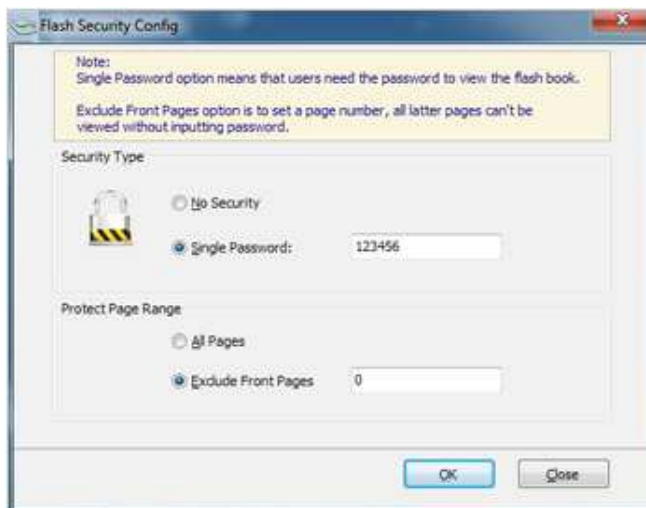 Flash Security Config
Note:
Single Password option means that users need the password to view the flash book.
Exclude Front Pages option is to set a page number, all latter pages can't be
viewed without inputting password.
Security Type
No Security
Single Password: 123456
Protect Page Range
All Pages
Exclude Front Pages 0
OK Close